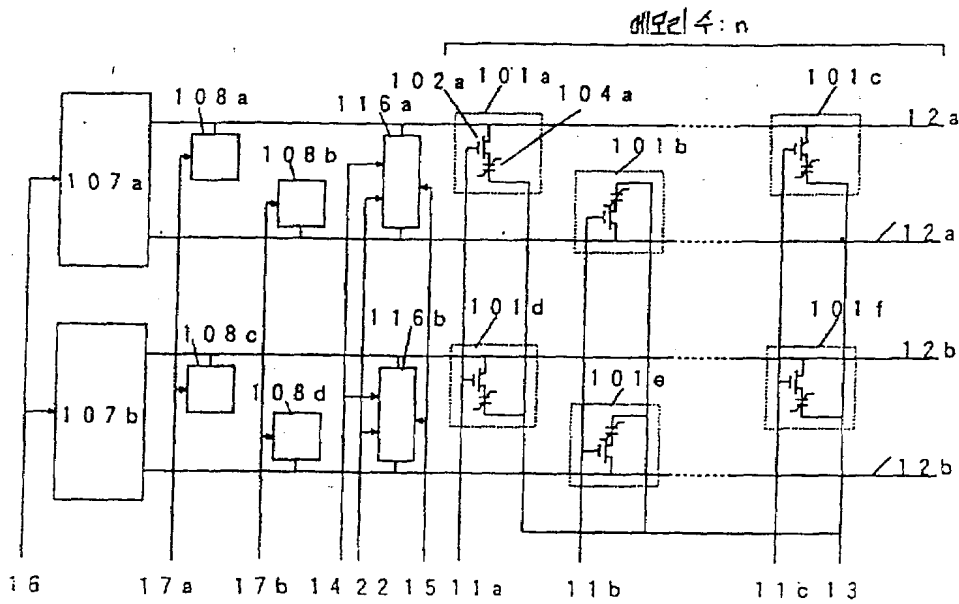 메모리 수: n
102a 101a 101c
108a 116a 104a 12a
108b 101b
107a
/12a
101d 101f
116b
108c 12b
101e
108d
107b
/12b
16 17a 17b 14 22 15 11a 11b 11c 13